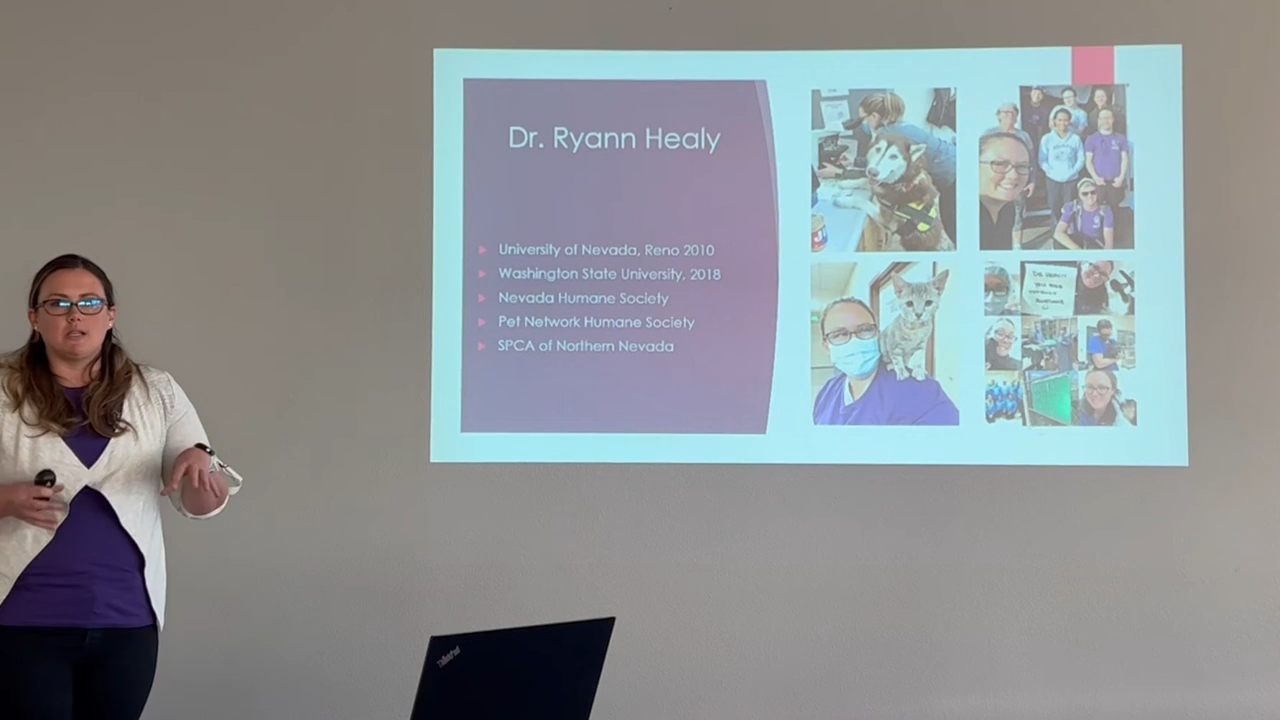 Dr. Ryann Healy
University of Nevada, Reno 2010
Washington State University, 2018
Nevada Humane Society
Pet Network Humane Society
SPCA of Northern Nevada
ThinkPad